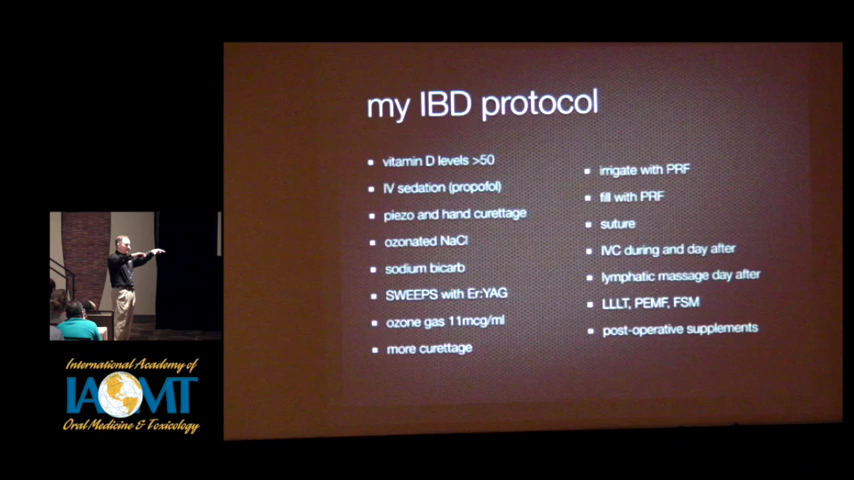 my IBD protocol
vitamin D levels >50
IV sedation (propofol)
piezo and hand curettage
ozonated NaCl
sodium bicarb
SWEEPS with Er:YAG
ozone gas 11mcg/ml
more curettage
irrigate with PRF
fill with PRF
suture
IVC during and day after
lymphatic massage day after
LLLT, PEMF, FSM
post-operative supplements
International Academy of
IAOMT
Oral Medicine & Toxicology